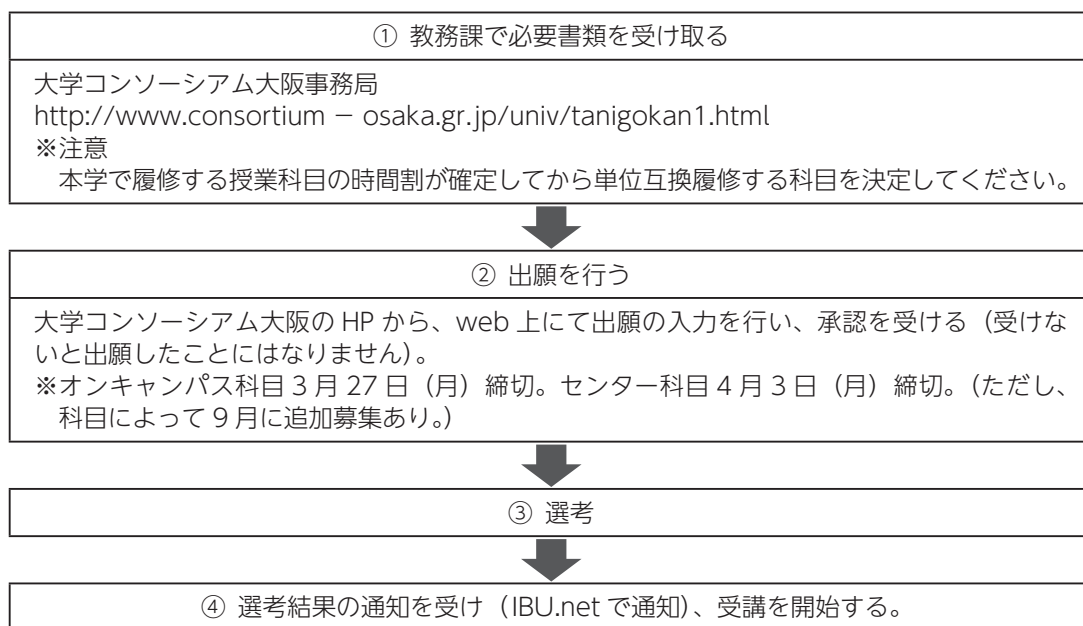 ① 教務課で必要書類を受け取る
大学コンソーシアム大阪事務局
http://www.consortium － osaka.gr.jp/univ/tanigokan1.html
※注意
本学で履修する授業科目の時間割が確定してから単位互換履修する科目を決定してください。
② 出願を行う
大学コンソーシアム大阪の HP から、web 上にて出願の入力を行い、承認を受ける（受けな
いと出願したことにはなりません）。
※オンキャンパス科目 3 月 27 日（月）締切。センター科目 4 月 3 日（月）締切。（ただし、
科目によって 9 月に追加募集あり。）
③ 選考
④ 選考結果の通知を受け（IBU.net で通知）、受講を開始する。